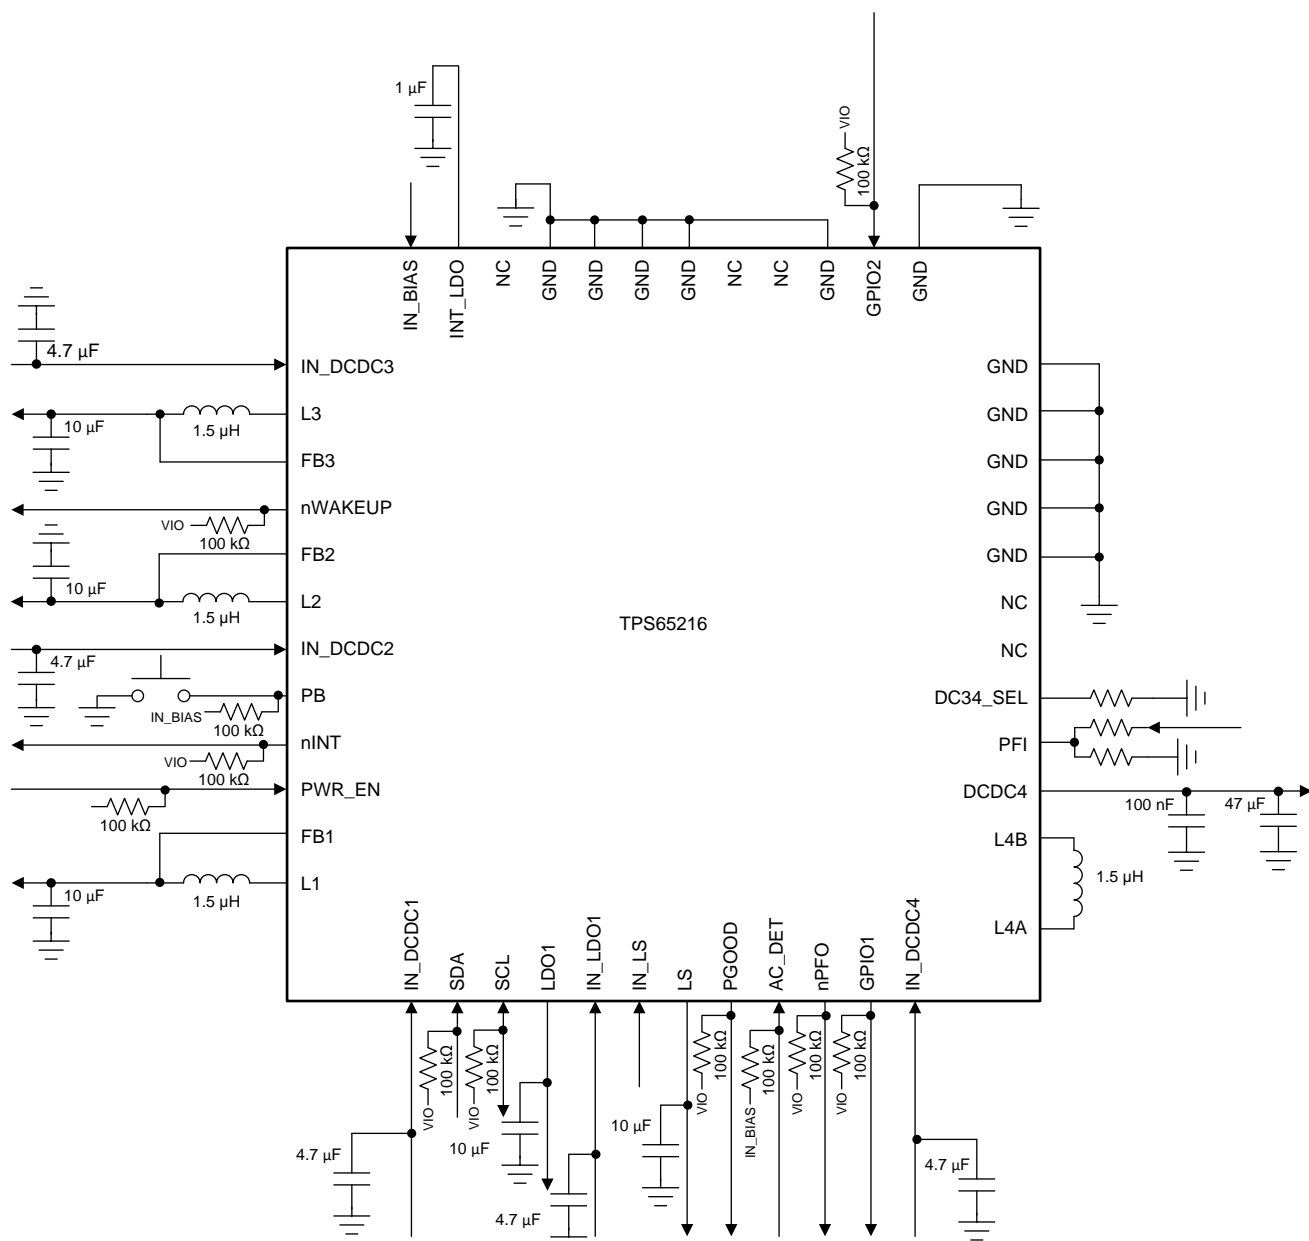 1 µF
VIO
100 kΩ
IN_BIAS
INT_LDO
NC
GND
GND
GND
GND
NC
NC
GND
GPIO2
GND
4.7 µF
IN_DCDC3
GND
10 µF
1.5 µH
L3
GND
FB3
GND
nWAKEUP
VIO
100 kΩ
GND
FB2
GND
10 µF
1.5 µH
L2
NC
TPS65216
IN_DCDC2
4.7 µF
NC
PB
IN_BIAS
100 kΩ
DC34_SEL
nINT
VIO
100 kΩ
PFI
PWR_EN
100 kΩ
DCDC4
100 nF
47 µF
FB1
L4B
1.5 µH
10 µF
1.5 µH
L1
L4A
IN_DCDC1
SDA
SCL
LDO1
IN_LDO1
IN_LS
LS
PGOOD
AC_DET
nPFO
GPIO1
IN_DCDC4
100 kΩ
VIO
100 kΩ
VIO
100 kΩ
VIO
100 kΩ
IN_BIAS
100 kΩ
VIO
100 kΩ
VIO
4.7 µF
10 µF
4.7 µF
10 µF
4.7 µF